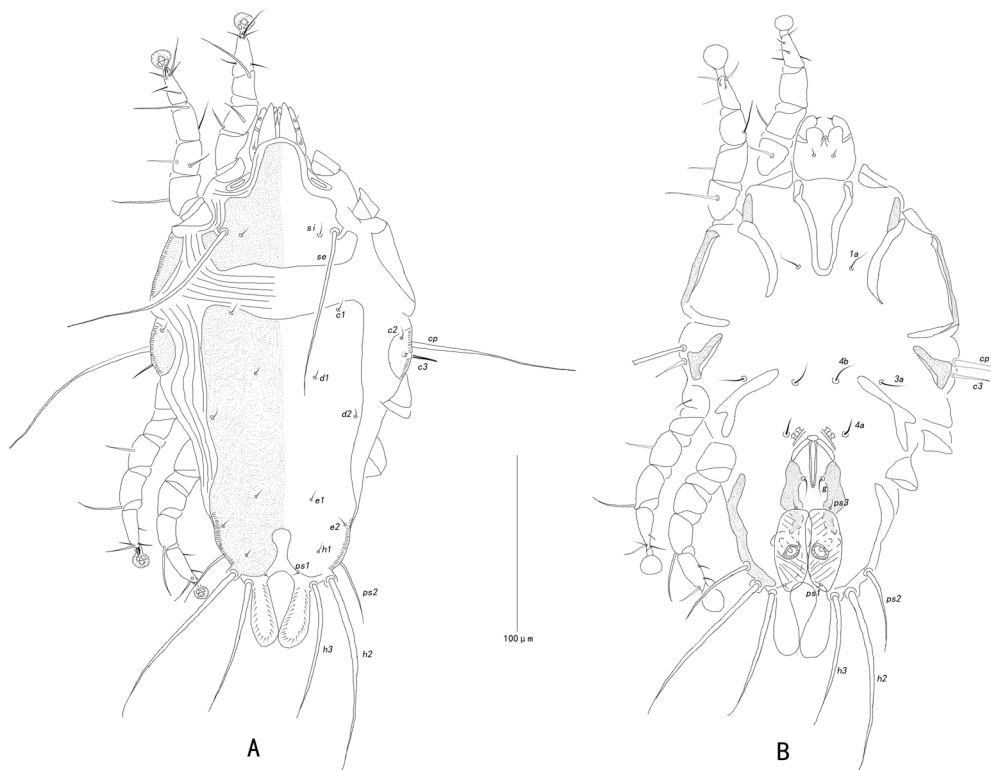 si
se
c1
c2
cp
c3
d1
d2
e1
e2
h1
ps1
ps2
h3
h2
A
100 μm
1a
cp
c3
4b
3a
4a
g
ps3
ps1
ps2
h3
h2
B